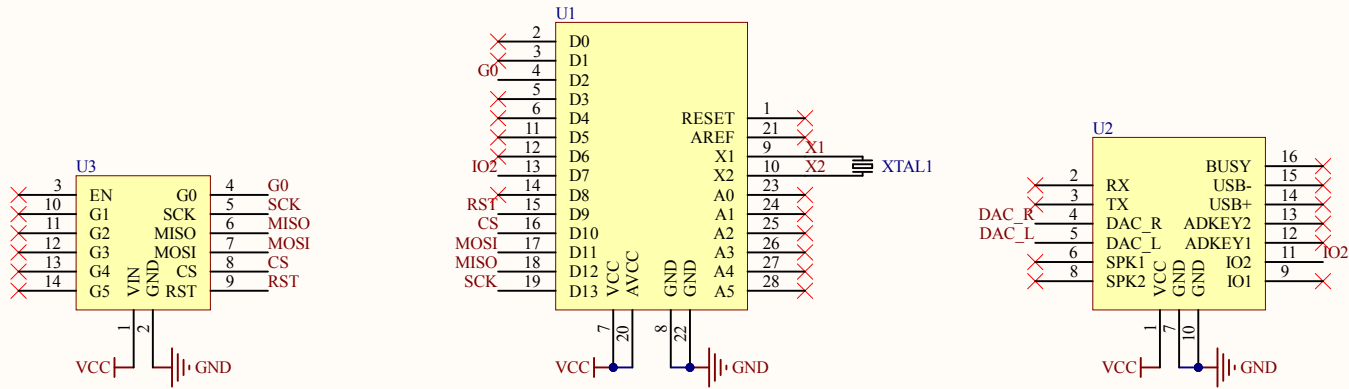 U3
3 EN G0 4 G0
10 G1 SCK 5 SCK
11 G2 MISO 6 MISO
12 G3 MOSI 7 MOSI
13 G4 CS 8 CS
14 G5 RST 9 RST
VIN GND
1 2
VCC GND
U1
2 D0
3 D1
G0 4 D2
5 D3
6 D4 RESET 1
11 D5 AREF 21
12 D6 X1 9 X1
IO2 13 D7 X2 10 X2 XTAL1
14 D8 A0 23
RST 15 D9 A1 24
CS 16 D10 A2 25
MOSI 17 D11 A3 26
MISO 18 D12 A4 27
SCK 19 D13 A5 28
VCC AVCC GND GND
7 20 8 22
VCC GND
U2
BUSY 16
2 RX USB- 15
3 TX USB+ 14
DAC_R 4 DAC_R ADKEY2 13
DAC_L 5 DAC_L ADKEY1 12
6 SPK1 IO2 11 IO2
8 SPK2 IO1 9
VCC GND GND
1 7 10
VCC GND